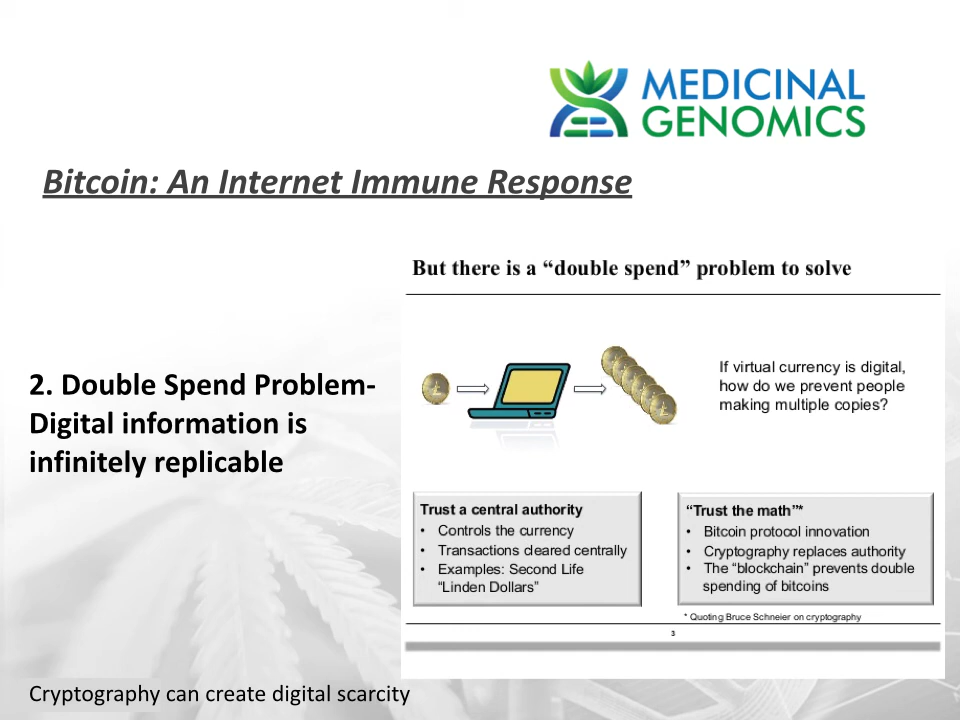 MEDICINAL
GENOMICS
Bitcoin: An Internet Immune Response
But there is a “double spend” problem to solve
2. Double Spend Problem-
Digital information is
infinitely replicable
If virtual currency is digital,
how do we prevent people
making multiple copies?
Trust a central authority
• Controls the currency
• Transactions cleared centrally
• Examples: Second Life
“Linden Dollars”
“Trust the math”*
• Bitcoin protocol innovation
• Cryptography replaces authority
• The “blockchain” prevents double
spending of bitcoins
* Quoting Bruce Schneier on cryptography
3
Cryptography can create digital scarcity